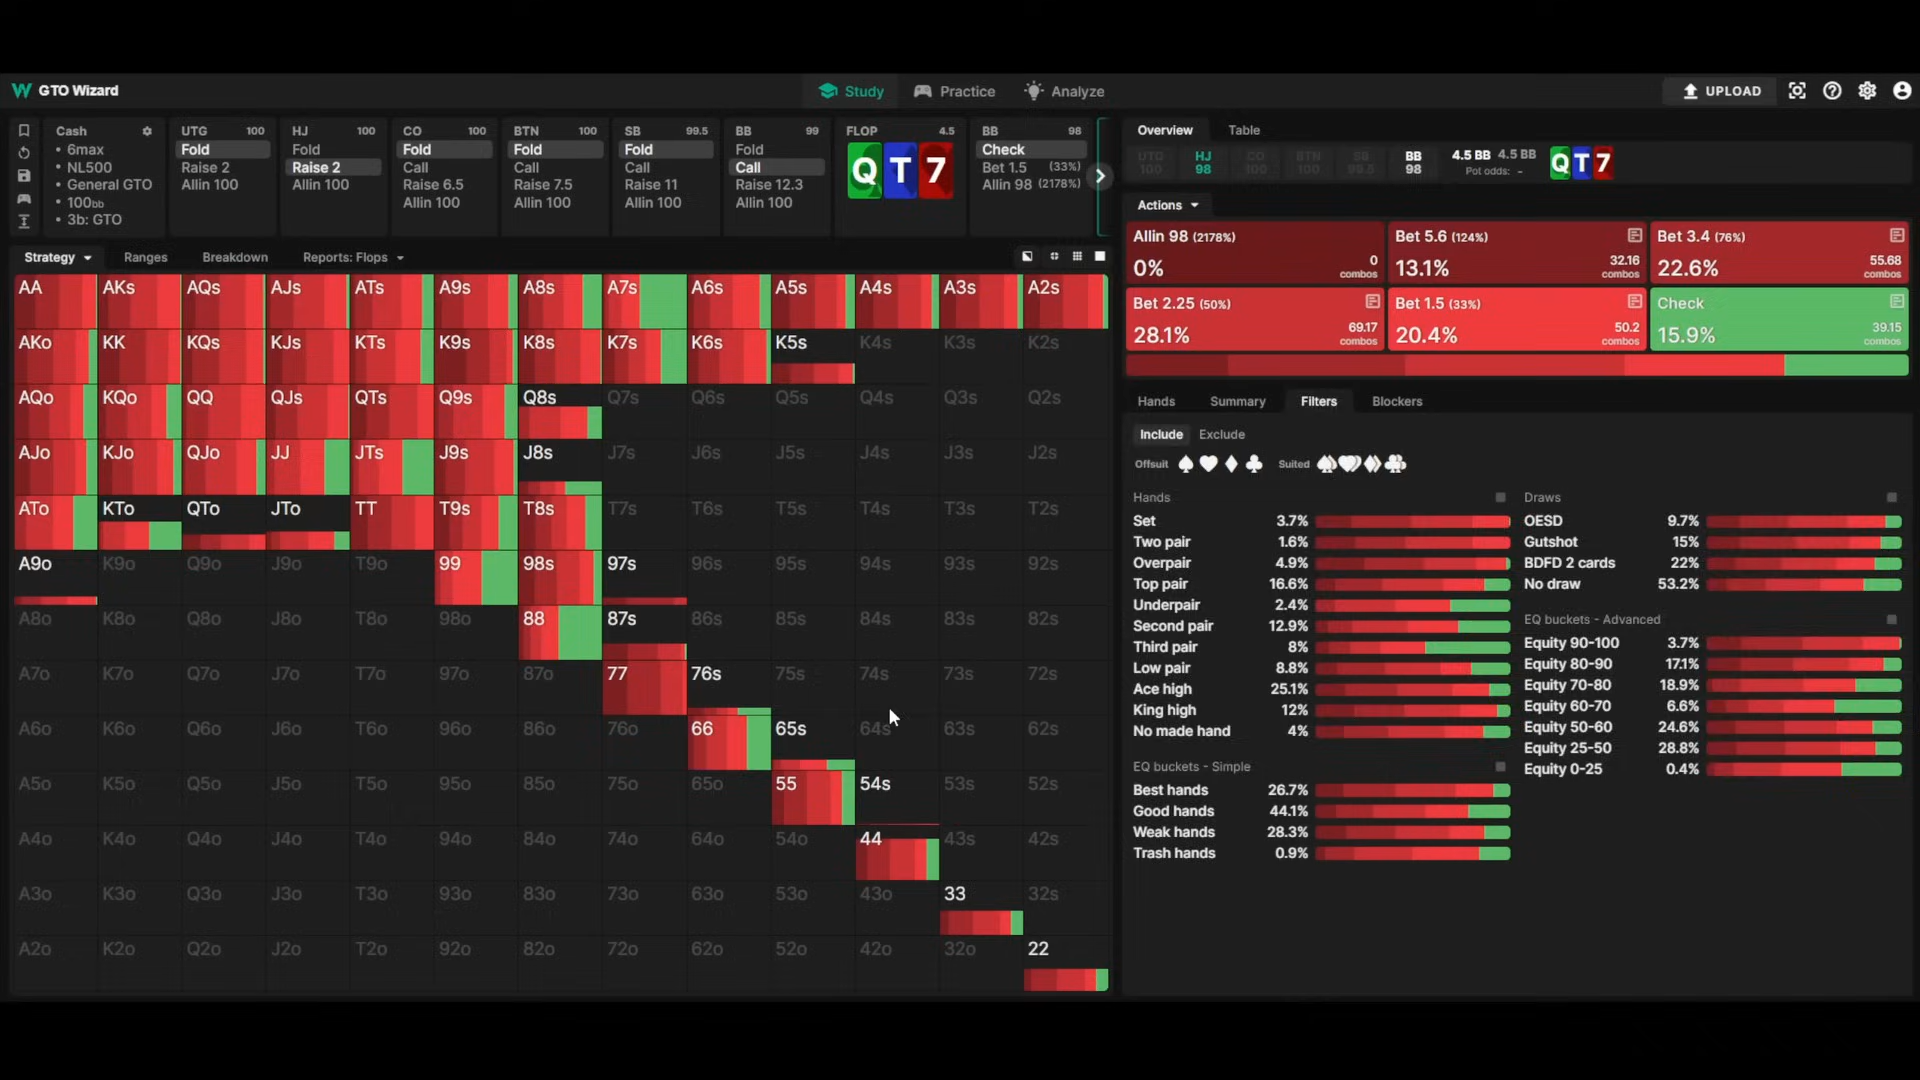 GTO Wizard
Study
Practice
Analyze
UPLOAD
Cash
• 6max
• NL500
• General GTO
• 100bb
• 3b: GTO
UTG 100
Fold
Raise 2
Allin 100
HJ 100
Fold
Raise 2
Allin 100
CO 100
Fold
Call
Raise 6.5
Allin 100
BTN 100
Fold
Call
Raise 7.5
Allin 100
SB 99.5
Fold
Call
Raise 11
Allin 100
BB 99
Fold
Call
Raise 12.3
Allin 100
FLOP 4.5
Q T 7
BB 98
Check
Bet 1.5 (33%)
Allin 98 (2178%)
Overview Table
UTG 100
HJ 98
CO 100
BTN 100
SB 99.5
BB 98
4.5 BB 4.5 BB
Pot odds: -
Q T 7
Actions
Allin 98 (2178%)
0% 0 combos
Bet 5.6 (124%)
13.1% 32.16 combos
Bet 3.4 (76%)
22.6% 55.68 combos
Bet 2.25 (50%)
28.1% 69.17 combos
Bet 1.5 (33%)
20.4% 50.2 combos
Check
15.9% 39.15 combos
Strategy Ranges Breakdown Reports: Flops
AA AKs AQs AJs ATs A9s A8s A7s A6s A5s A4s A3s A2s
AKo KK KQs KJs KTs K9s K8s K7s K6s K5s K4s K3s K2s
AQo KQo QQ QJs QTs Q9s Q8s Q7s Q6s Q5s Q4s Q3s Q2s
AJo KJo QJo JJ JTs J9s J8s J7s J6s J5s J4s J3s J2s
ATo KTo QTo JTo TT T9s T8s T7s T6s T5s T4s T3s T2s
A9o K9o Q9o J9o T9o 99 98s 97s 96s 95s 94s 93s 92s
A8o K8o Q8o J8o T8o 98o 88 87s 86s 85s 84s 83s 82s
A7o K7o Q7o J7o T7o 97o 87o 77 76s 75s 74s 73s 72s
A6o K6o Q6o J6o T6o 96o 86o 76o 66 65s 64s 63s 62s
A5o K5o Q5o J5o T5o 95o 85o 75o 65o 55 54s 53s 52s
A4o K4o Q4o J4o T4o 94o 84o 74o 64o 54o 44 43s 42s
A3o K3o Q3o J3o T3o 93o 83o 73o 63o 53o 43o 33 32s
A2o K2o Q2o J2o T2o 92o 82o 72o 62o 52o 42o 32o 22
Hands Summary Filters Blockers
Include Exclude
Offsuit
Suited
Hands
Set 3.7%
Two pair 1.6%
Overpair 4.9%
Top pair 16.6%
Underpair 2.4%
Second pair 12.9%
Third pair 8%
Low pair 8.8%
Ace high 25.1%
King high 12%
No made hand 4%
EQ buckets - Simple
Best hands 26.7%
Good hands 44.1%
Weak hands 28.3%
Trash hands 0.9%
Draws
OESD 9.7%
Gutshot 15%
BDFD 2 cards 22%
No draw 53.2%
EQ buckets - Advanced
Equity 90-100 3.7%
Equity 80-90 17.1%
Equity 70-80 18.9%
Equity 60-70 6.6%
Equity 50-60 24.6%
Equity 25-50 28.8%
Equity 0-25 0.4%